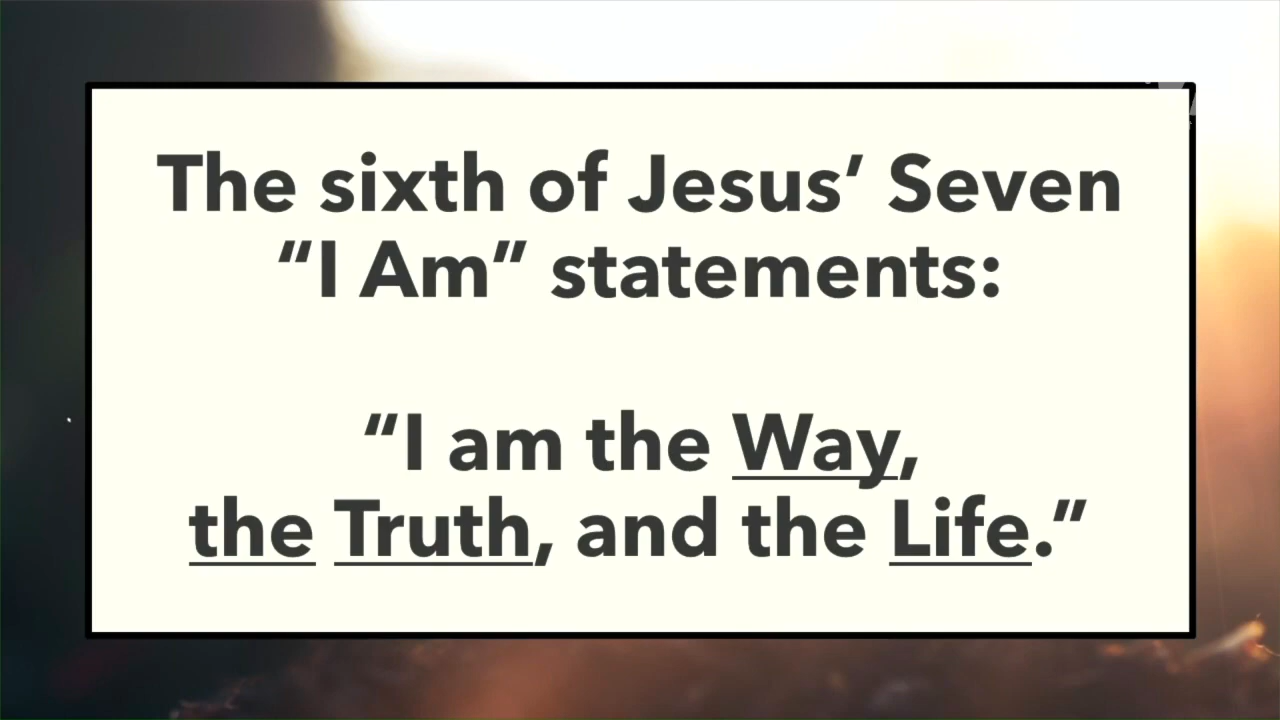 The sixth of Jesus’ Seven
“I Am” statements:
“I am the Way,
the Truth, and the Life.”